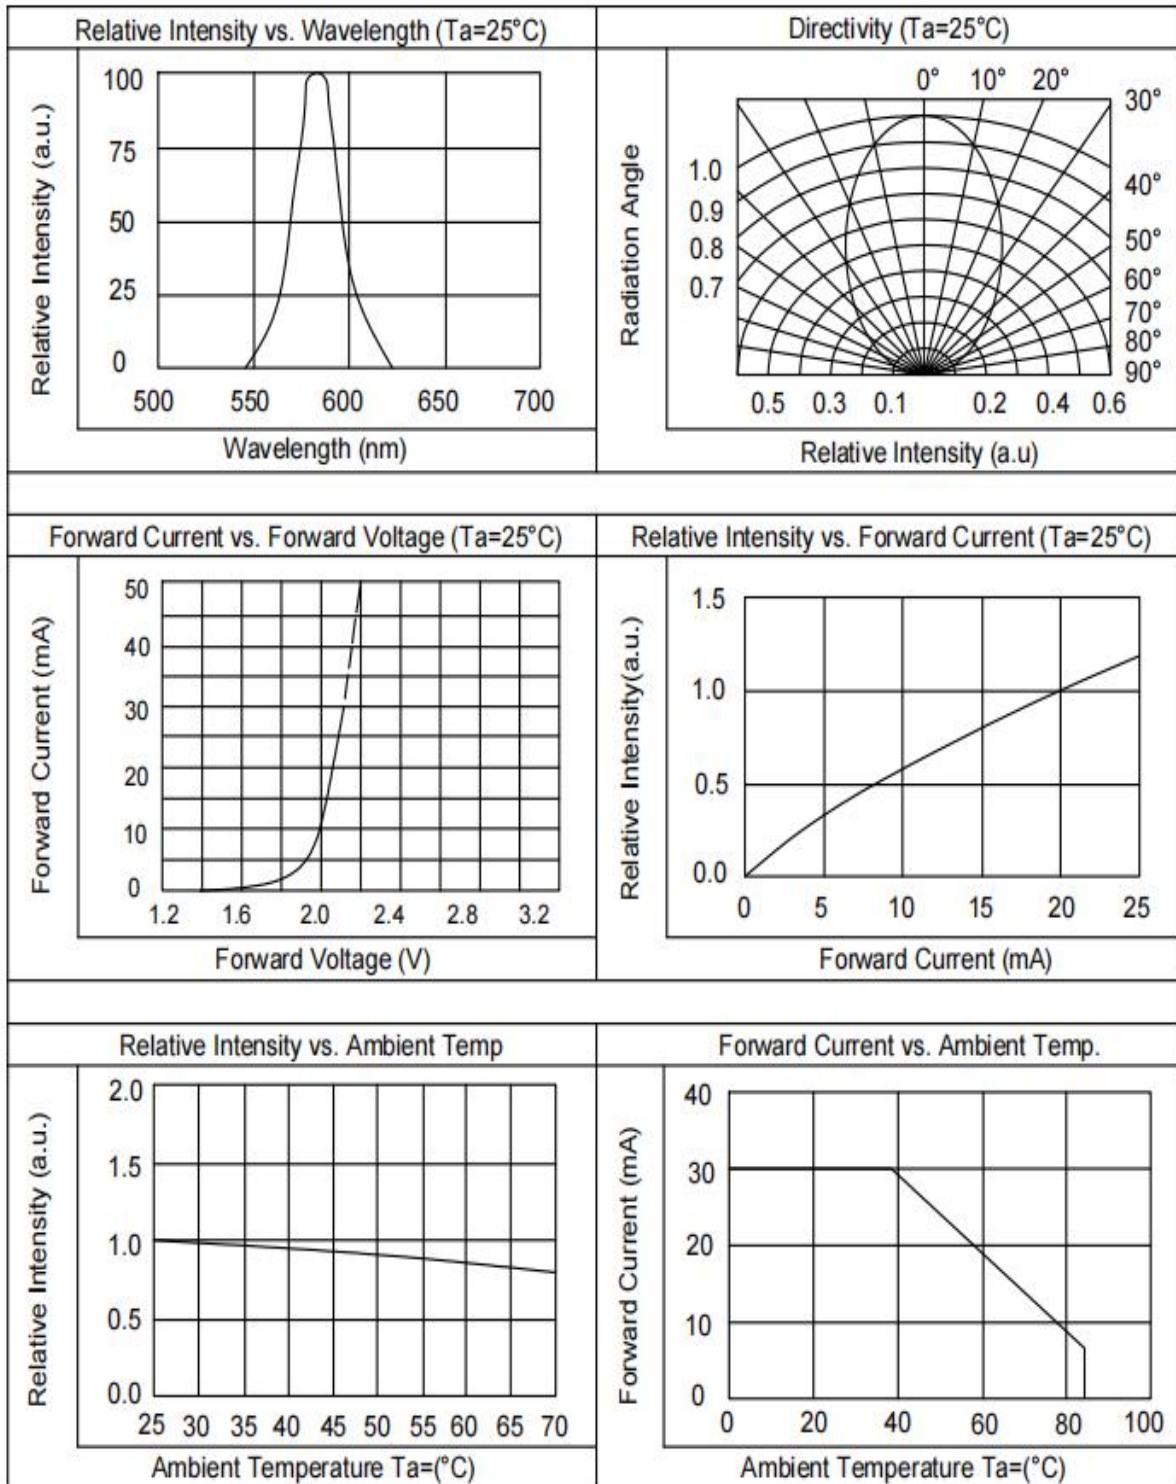 Relative Intensity vs. Wavelength (Ta=25°C)
Relative Intensity (a.u.)
100
75
50
25
0
500 550 600 650 700
Wavelength (nm)
Directivity (Ta=25°C)
Radiation Angle
0° 10° 20°
30°
40°
50°
60°
70°
80°
90°
1.0
0.9
0.8
0.7
0.5 0.3 0.1 0.2 0.4 0.6
Relative Intensity (a.u)
Forward Current vs. Forward Voltage (Ta=25°C)
Forward Current (mA)
50
40
30
20
10
0
1.2 1.6 2.0 2.4 2.8 3.2
Forward Voltage (V)
Relative Intensity vs. Forward Current (Ta=25°C)
Relative Intensity(a.u.)
1.5
1.0
0.5
0.0
0 5 10 15 20 25
Forward Current (mA)
Relative Intensity vs. Ambient Temp
Relative Intensity (a.u.)
2.0
1.5
1.0
0.5
0.0
25 30 35 40 45 50 55 60 65 70
Ambient Temperature Ta=(°C)
Forward Current vs. Ambient Temp.
Forward Current (mA)
40
30
20
10
0
0 20 40 60 80 100
Ambient Temperature Ta=(°C)